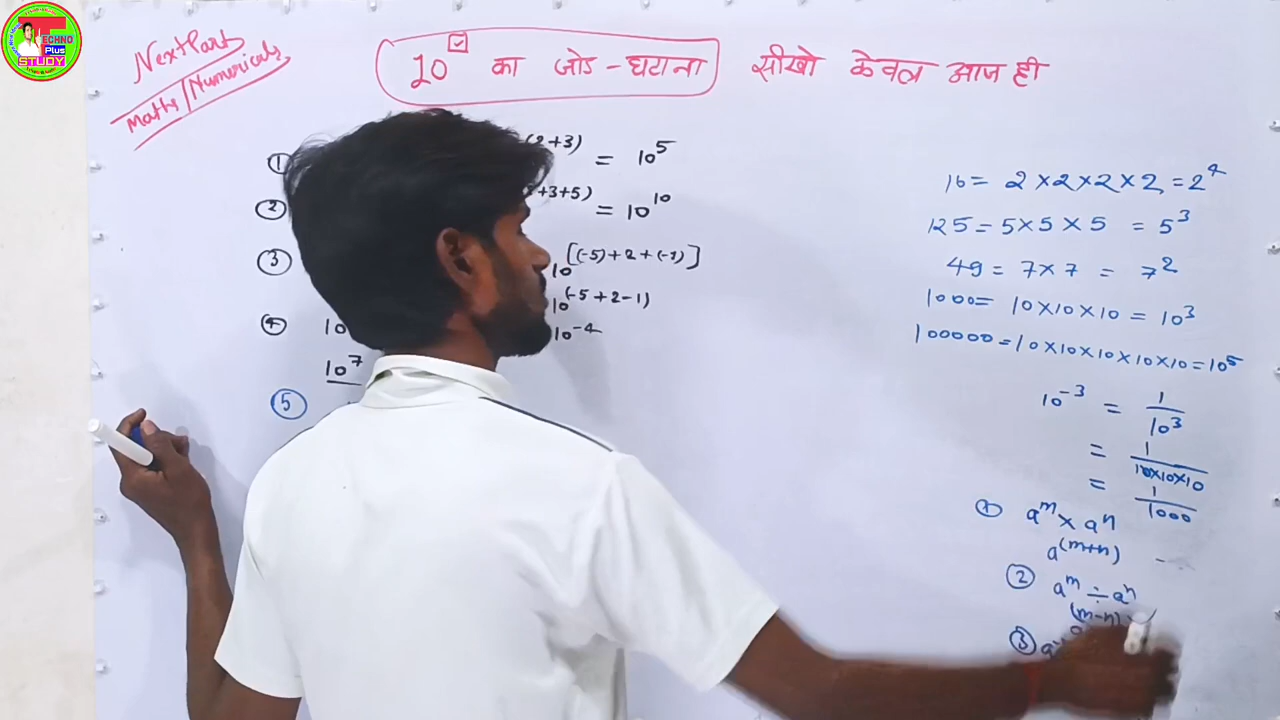 TECHNO
Plus
STUDY
Next Part
Maths/Numericals
10 का जोड-घटाना सीखो केवल आज ही
① (2+3) = 10^5
② +3+5) = 10^10
③ 10^[(-5)+2+(-1)]
10^(-5+2-1)
④ 10 10^-4
10^7
⑤
16 = 2×2×2×2 = 2^4
125 = 5×5×5 = 5^3
49 = 7×7 = 7^2
1000 = 10×10×10 = 10^3
100000 = 10×10×10×10×10 = 10^5
10^-3 = 1/10^3
= 1/10×10×10
= 1/1000
① a^m × a^n
a^(m+n)
② a^m ÷ a^n
(m-n)
③